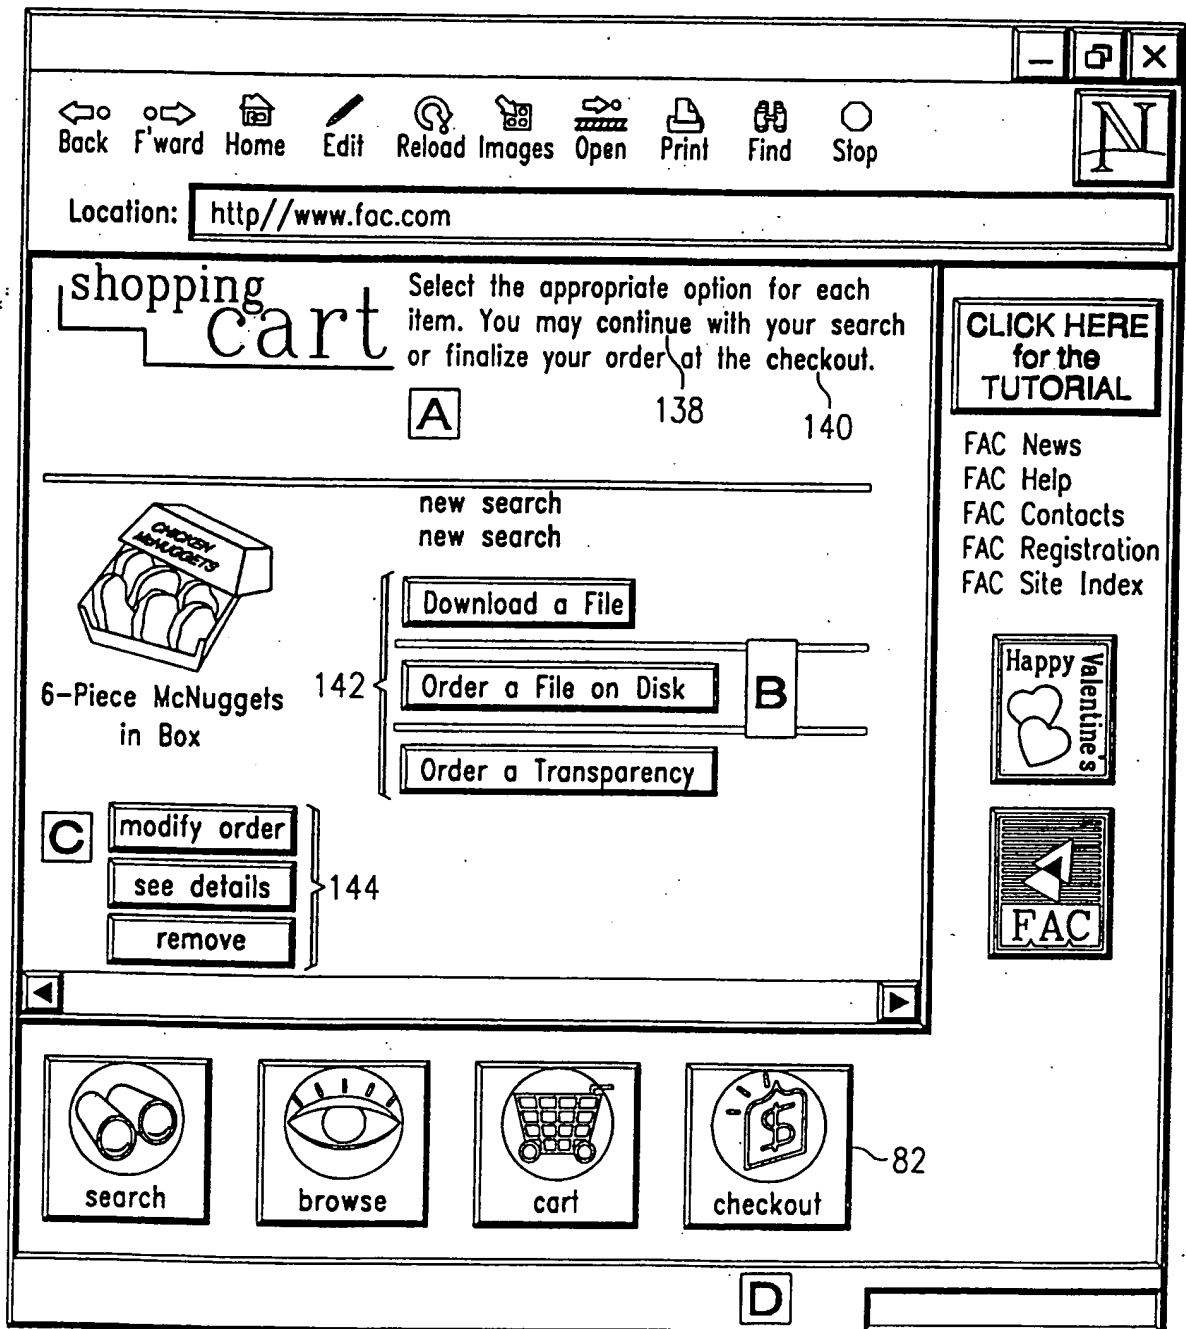 Back F'ward Home Edit Reload Images Open Print Find Stop
N
Location: http//www.fac.com
shopping
cart
Select the appropriate option for each
item. You may continue with your search
or finalize your order at the checkout.
138
140
A
CLICK HERE
for the
TUTORIAL
FAC News
FAC Help
FAC Contacts
FAC Registration
FAC Site Index
new search
new search
CHICKEN
McNUGGETS
6-Piece McNuggets
in Box
142
Download a File
Order a File on Disk
B
Order a Transparency
Happy
Valentine's
C
modify order
see details
remove
144
FAC
search
browse
cart
$
checkout
82
D